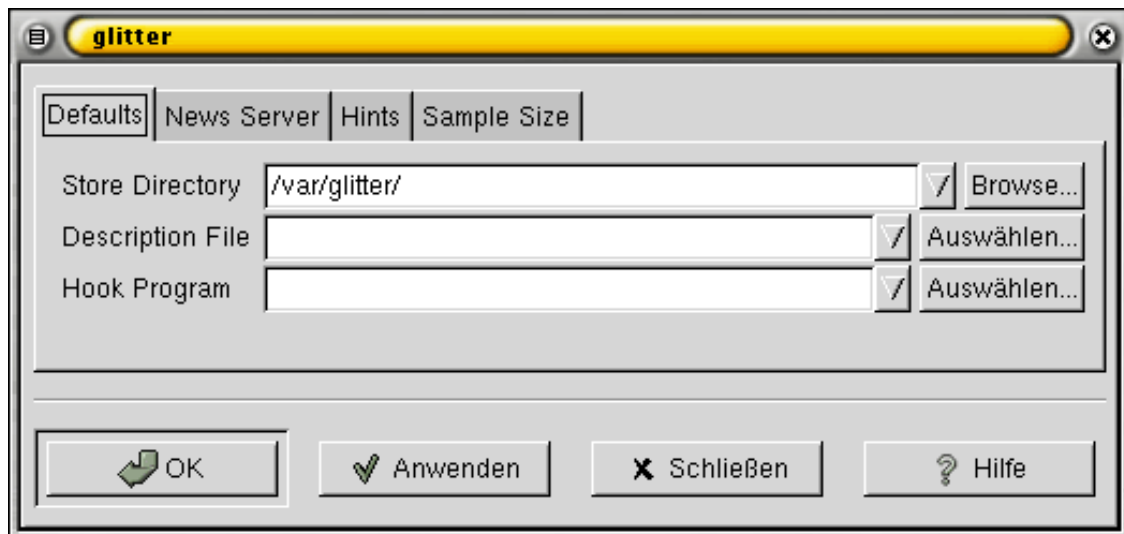 glitter
Defaults News Server Hints Sample Size
Store Directory /var/glitter/ Browse...
Description File Auswählen...
Hook Program Auswählen...
OK Anwenden Schließen Hilfe